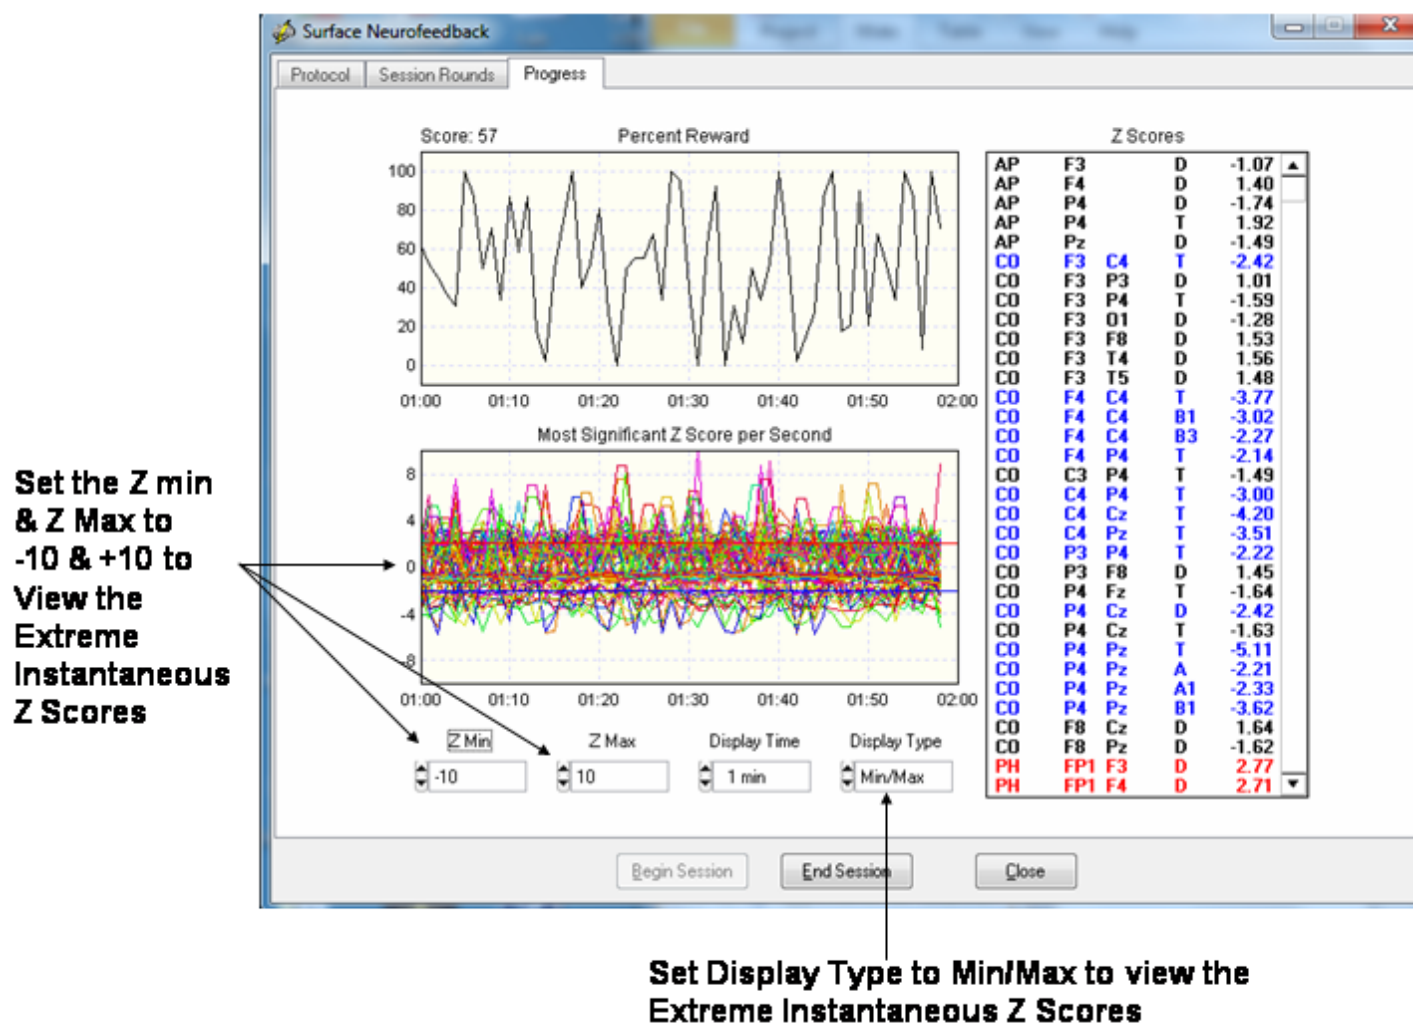 Surface Neurofeedback
Protocol Session Rounds Progress
Score: 57 Percent Reward
100
80
60
40
20
0
01:00 01:10 01:20 01:30 01:40 01:50 02:00
Most Significant Z Score per Second
8
4
0
-4
-8
01:00 01:10 01:20 01:30 01:40 01:50 02:00
Z Min Z Max Display Time Display Type
-10 10 1 min Min/Max
Z Scores
AP F3 D -1.07
AP F4 D 1.40
AP P4 D -1.74
AP P4 T 1.92
AP Pz D -1.49
CO F3 C4 T -2.42
CO F3 P3 D 1.01
CO F3 P4 T -1.59
CO F3 O1 D -1.28
CO F3 F8 D 1.53
CO F3 T4 D 1.56
CO F3 T5 D 1.48
CO F4 C4 T -3.77
CO F4 C4 B1 -3.02
CO F4 C4 B3 -2.27
CO F4 P4 T -2.14
CO C3 P4 T -1.49
CO C4 P4 T -3.00
CO C4 Cz T -4.20
CO C4 Pz T -3.51
CO P3 P4 T -2.22
CO P3 F8 D 1.45
CO P4 Fz T -1.64
CO P4 Cz D -2.42
CO P4 Cz T -1.63
CO P4 Pz T -5.11
CO P4 Pz A -2.21
CO P4 Pz A1 -2.33
CO P4 Pz B1 -3.62
CO F8 Cz D 1.64
CO F8 Pz D -1.62
PH FP1 F3 D 2.77
PH FP1 F4 D 2.71
Begin Session End Session Close
Set the Z min
& Z Max to
-10 & +10 to
View the
Extreme
Instantaneous
Z Scores
Set Display Type to Min/Max to view the
Extreme Instantaneous Z Scores